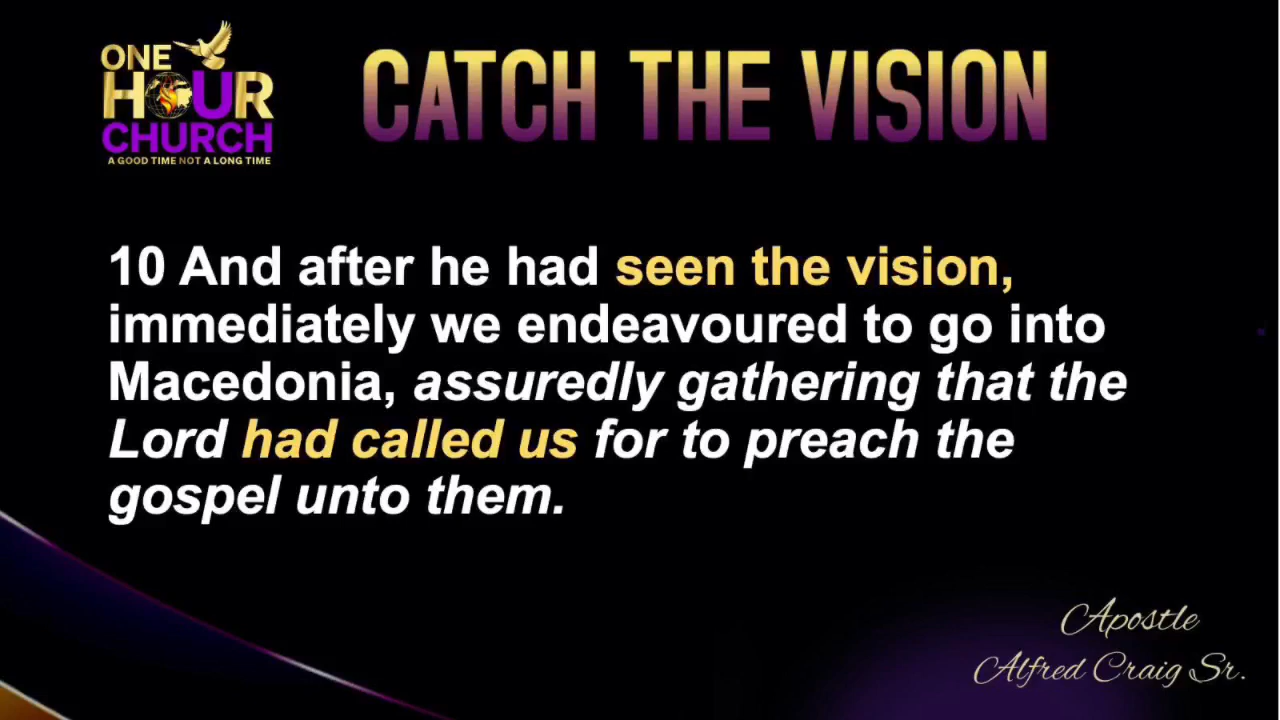 ONE
HOUR
CHURCH
A GOOD TIME NOT A LONG TIME
CATCH THE VISION
10 And after he had seen the vision,
immediately we endeavoured to go into
Macedonia, assuredly gathering that the
Lord had called us for to preach the
gospel unto them.
Apostle
Alfred Craig Sr.